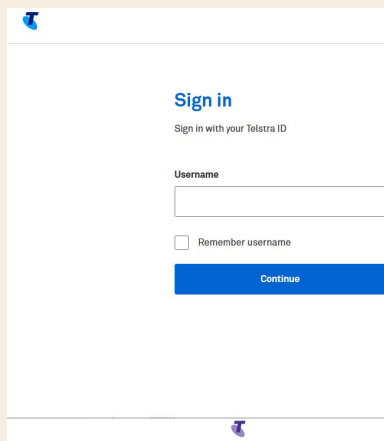 Sign in
Sign in with your Telstra ID
Username
Remember username
Continue